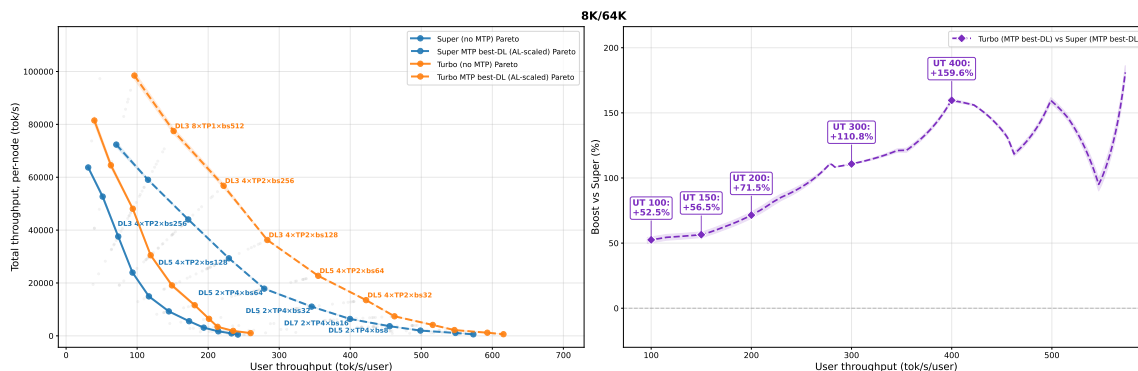 8K/64K
Super (no MTP) Pareto
Super MTP best-DL (AL-scaled) Pareto
Turbo (no MTP) Pareto
Turbo MTP best-DL (AL-scaled) Pareto
Total throughput, per-node (tok/s)
100000
80000
60000
40000
20000
0
DL3 8×TP1×bs512
DL3 4×TP2×bs256
DL3 4×TP2×bs128
DL5 4×TP2×bs64
DL5 4×TP2×bs32
DL3 4×TP2×bs256
DL5 4×TP2×bs128
DL5 2×TP4×bs64
DL5 2×TP4×bs32
DL7 2×TP4×bs16
DL5 2×TP4×bs8
0 100 200 300 400 500 600 700
User throughput (tok/s/user)
Turbo (MTP best-DL) vs Super (MTP best-DL
Boost vs Super (%)
200
150
100
50
0
UT 100:
+52.5%
UT 150:
+56.5%
UT 200:
+71.5%
UT 300:
+110.8%
UT 400:
+159.6%
100 200 300 400 500
User throughput (tok/s/user)